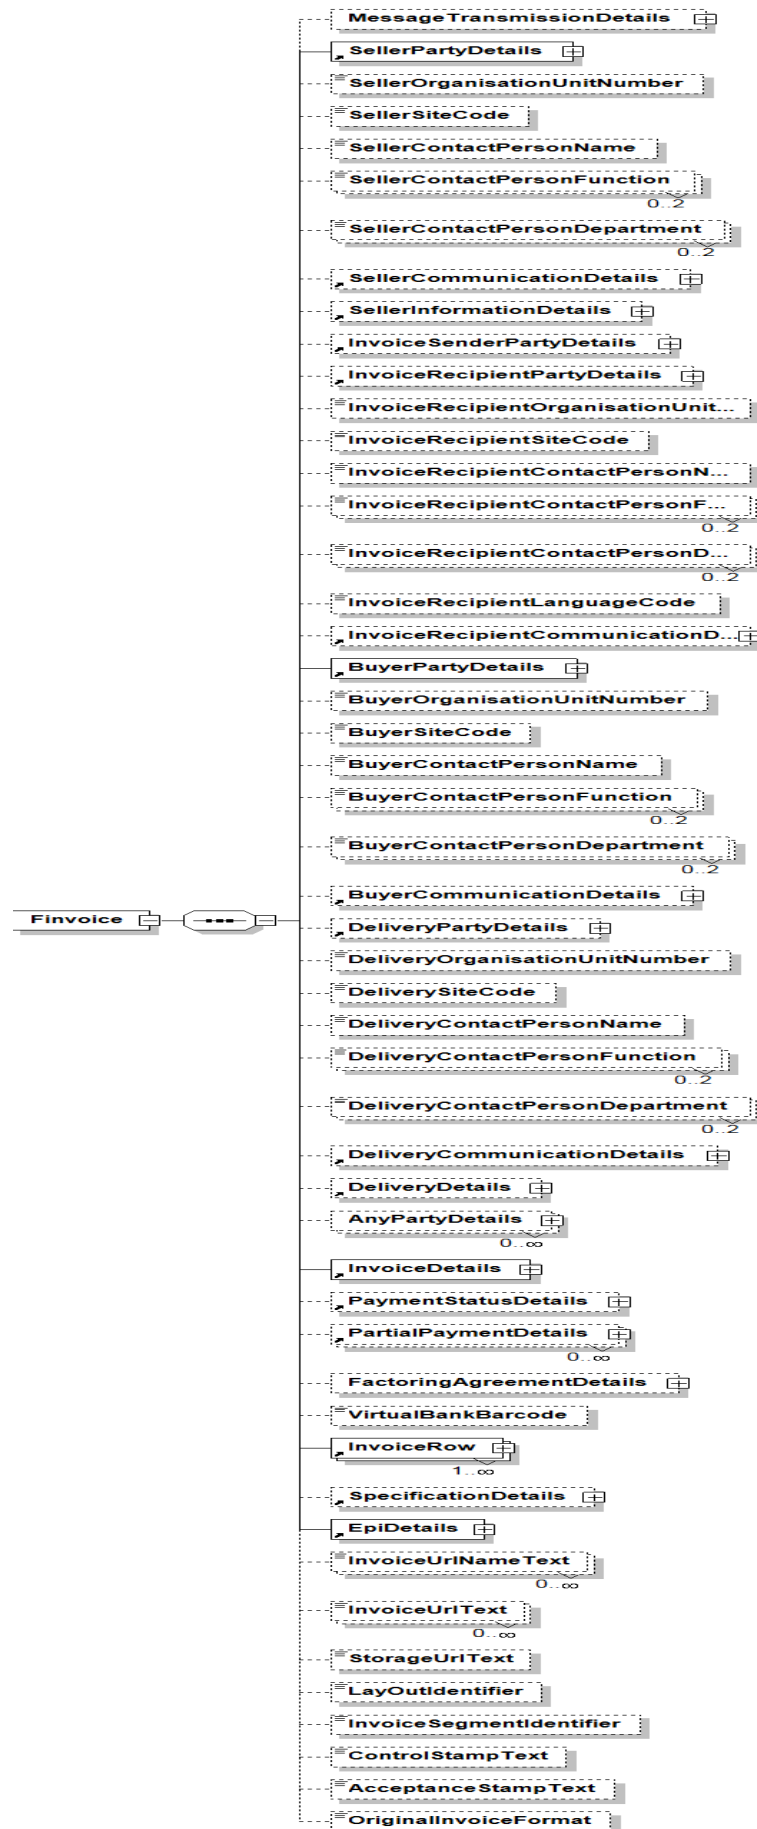 MessageTransmissionDetails
SellerPartyDetails
SellerOrganisationUnitNumber
SellerSiteCode
SellerContactPersonName
SellerContactPersonFunction
0..2
SellerContactPersonDepartment
0..2
SellerCommunicationDetails
SellerInformationDetails
InvoiceSenderPartyDetails
InvoiceRecipientPartyDetails
InvoiceRecipientOrganisationUnit...
InvoiceRecipientSiteCode
InvoiceRecipientContactPersonN...
InvoiceRecipientContactPersonF...
0..2
InvoiceRecipientContactPersonD...
0..2
InvoiceRecipientLanguageCode
InvoiceRecipientCommunicationD...
BuyerPartyDetails
BuyerOrganisationUnitNumber
BuyerSiteCode
BuyerContactPersonName
BuyerContactPersonFunction
0..2
BuyerContactPersonDepartment
0..2
BuyerCommunicationDetails
Finvoice
DeliveryPartyDetails
DeliveryOrganisationUnitNumber
DeliverySiteCode
DeliveryContactPersonName
DeliveryContactPersonFunction
0..2
DeliveryContactPersonDepartment
0..2
DeliveryCommunicationDetails
DeliveryDetails
AnyPartyDetails
0..∞
InvoiceDetails
PaymentStatusDetails
PartialPaymentDetails
0..∞
FactoringAgreementDetails
VirtualBankBarcode
InvoiceRow
1..∞
SpecificationDetails
EpiDetails
InvoiceUrlNameText
0..∞
InvoiceUrlText
0..∞
StorageUrlText
LayOutIdentifier
InvoiceSegmentIdentifier
ControlStampText
AcceptanceStampText
OriginalInvoiceFormat